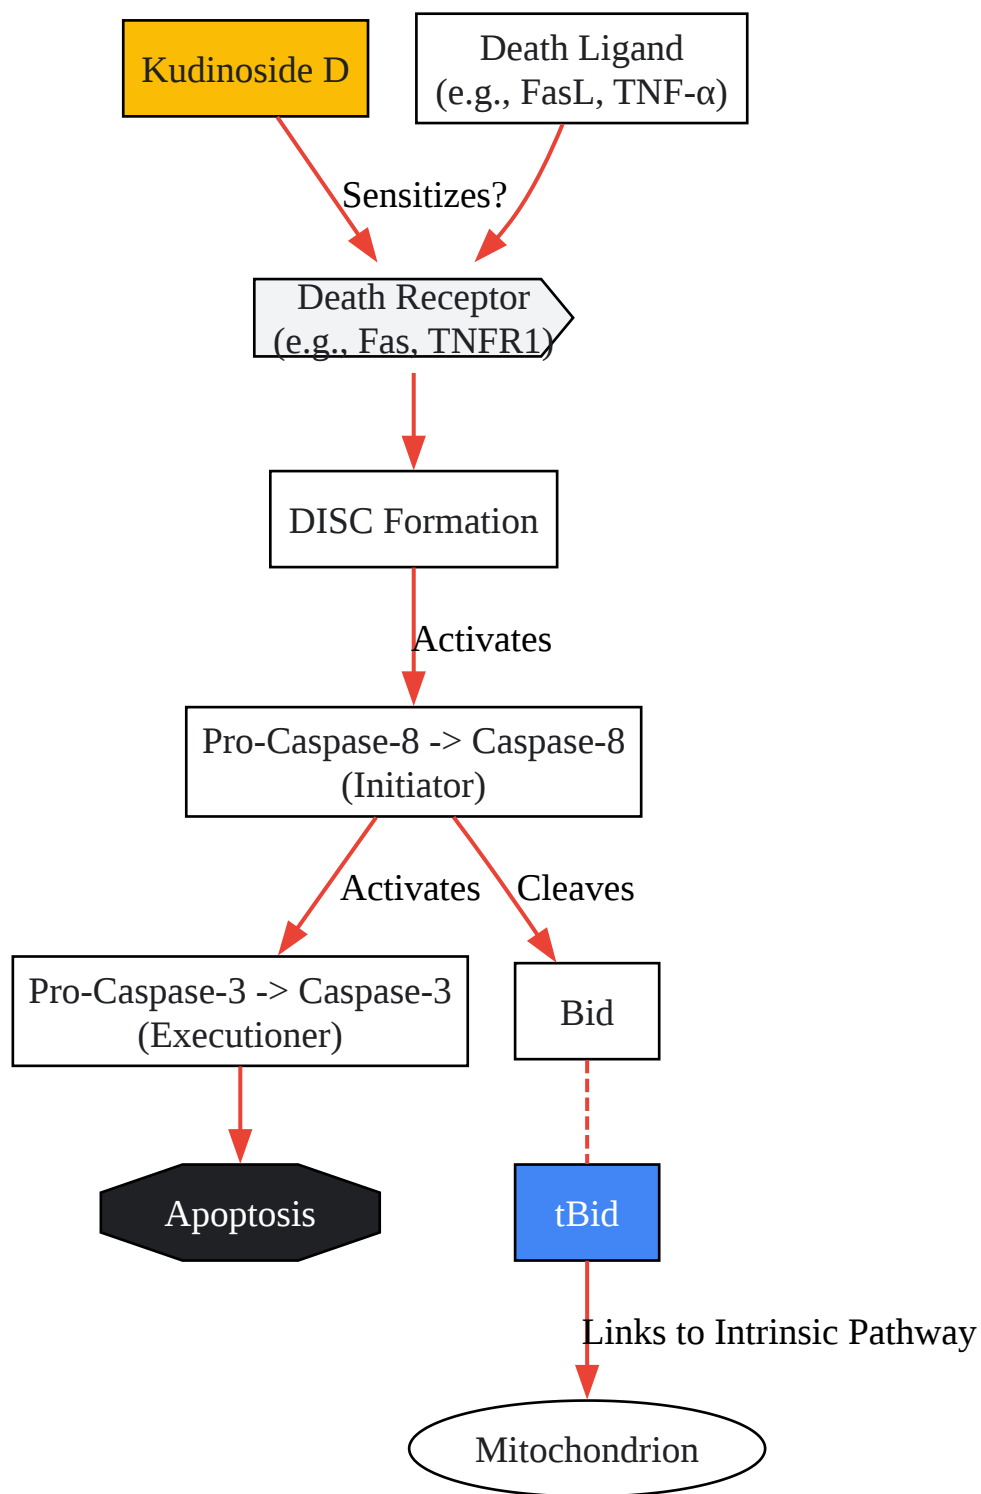 Kudinoside D
Death Ligand
(e.g., FasL, TNF-α)
Sensitizes?
Death Receptor
(e.g., Fas, TNFR1)
DISC Formation
Activates
Pro-Caspase-8 -> Caspase-8
(Initiator)
Activates
Cleaves
Pro-Caspase-3 -> Caspase-3
(Executioner)
Bid
Apoptosis
tBid
Links to Intrinsic Pathway
Mitochondrion